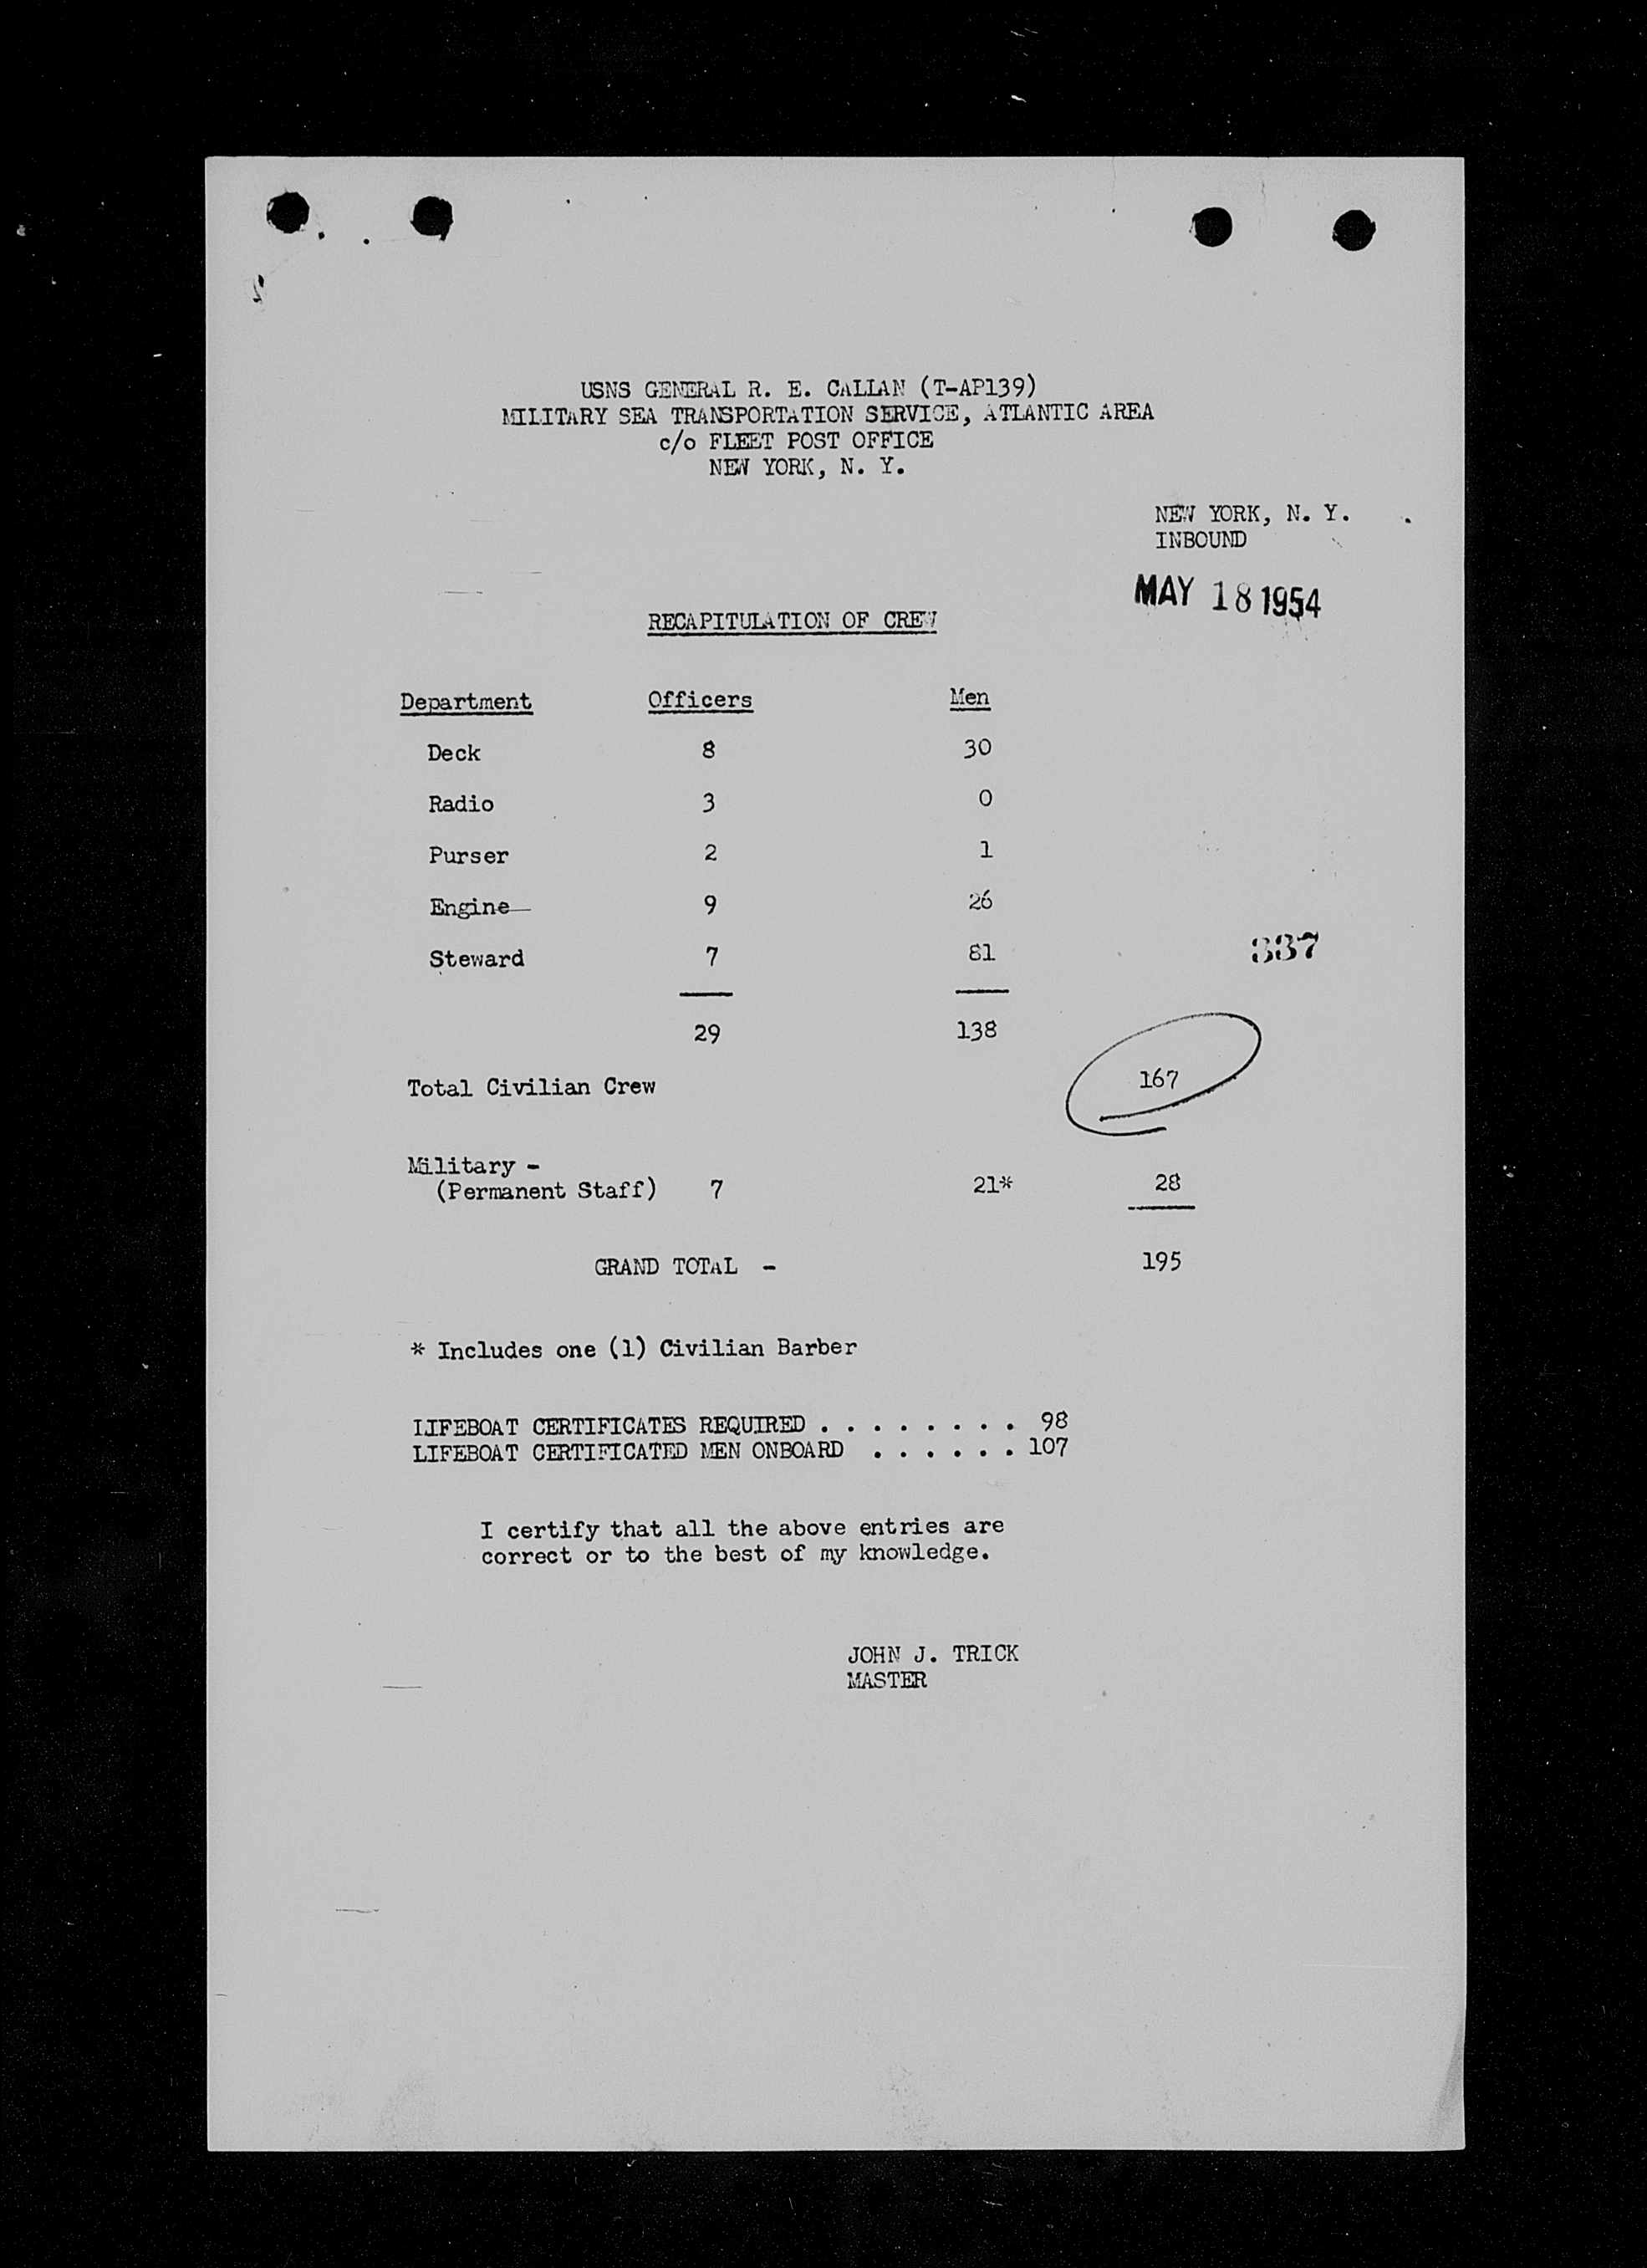 USNS GENERAL R. E. CALLAN (T-AP139)
MILITARY SEA TRANSPORTATION SERVICE, ATLANTIC AREA
c/o FLEET POST OFFICE
NEW YORK, N. Y.
NEW YORK, N. Y.
INBOUND
MAY 18 1954
RECAPITULATION OF CREW
Department Officers Men
Deck 8 30
Radio 3 0
Purser 2 1
Engine 9 26
Steward 7 81
337
29 138
Total Civilian Crew 167
Military -
(Permanent Staff) 7 21* 28
GRAND TOTAL - 195
* Includes one (1) Civilian Barber
LIFEBOAT CERTIFICATES REQUIRED . . . . . . . . 98
LIFEBOAT CERTIFICATED MEN ONBOARD . . . . . . 107
I certify that all the above entries are
correct or to the best of my knowledge.
JOHN J. TRICK
MASTER